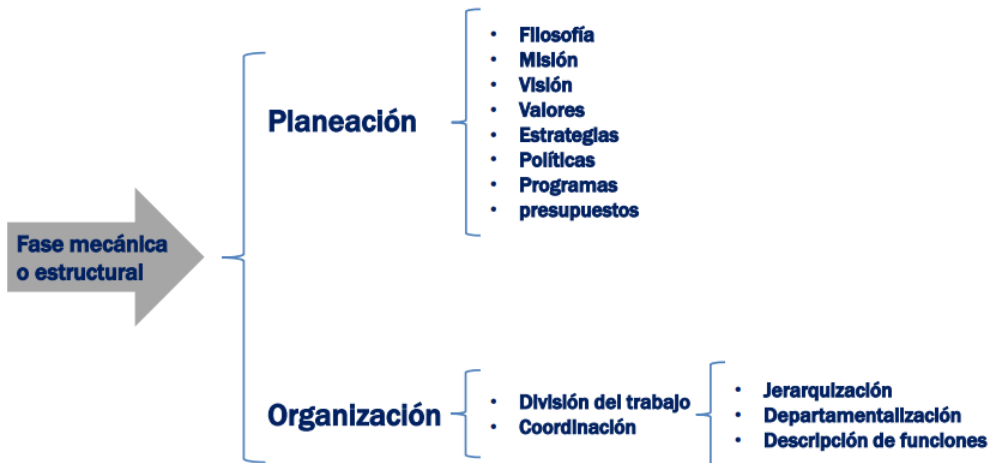 Fase mecánica
o estructural
Planeación
• Filosofía
• Misión
• Visión
• Valores
• Estrategias
• Políticas
• Programas
• presupuestos
Organización
• División del trabajo
• Coordinación
• Jerarquización
• Departamentalización
• Descripción de funciones